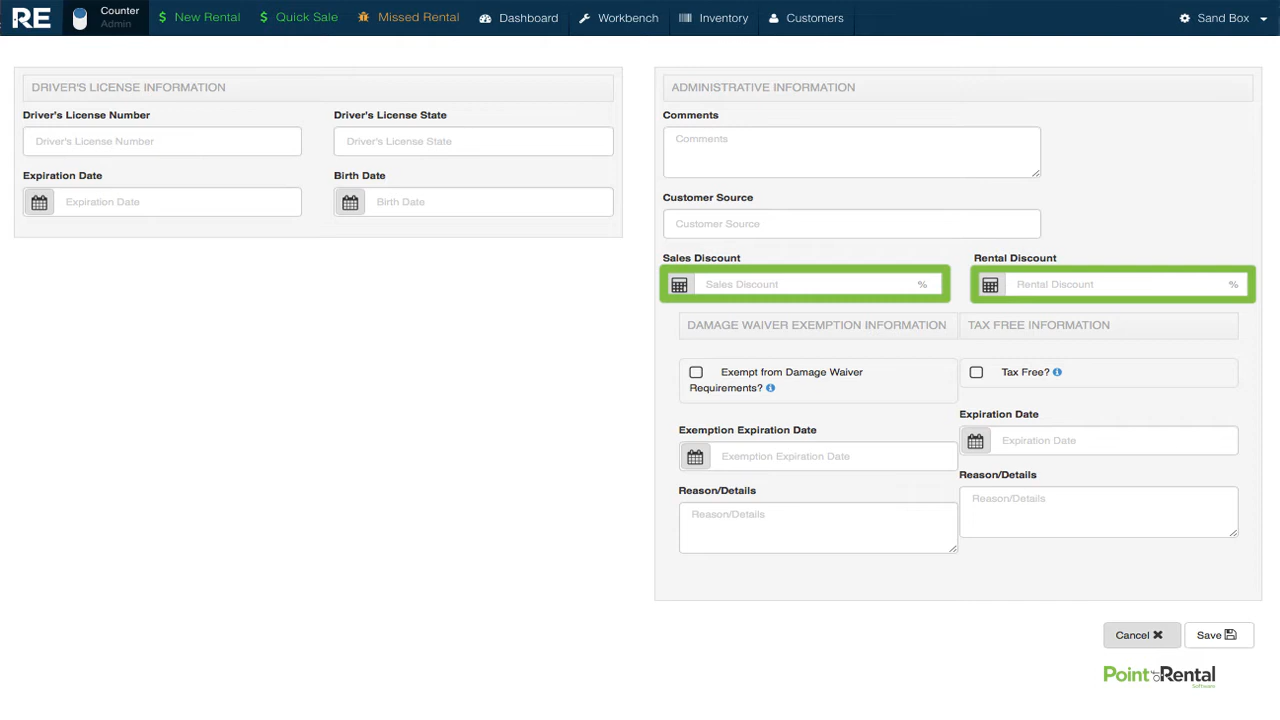 RE
Counter
Admin
$ New Rental
$ Quick Sale
Missed Rental
Dashboard
Workbench
Inventory
Customers
Sand Box
DRIVER'S LICENSE INFORMATION
Driver's License Number
Driver's License State
Driver's License Number
Driver's License State
Expiration Date
Birth Date
Expiration Date
Birth Date
ADMINISTRATIVE INFORMATION
Comments
Comments
Customer Source
Customer Source
Sales Discount
Rental Discount
Sales Discount %
Rental Discount %
DAMAGE WAIVER EXEMPTION INFORMATION
Exempt from Damage Waiver
Requirements?
Exemption Expiration Date
Exemption Expiration Date
Reason/Details
Reason/Details
TAX FREE INFORMATION
Tax Free?
Expiration Date
Expiration Date
Reason/Details
Reason/Details
Cancel
Save
Point of Rental
Software